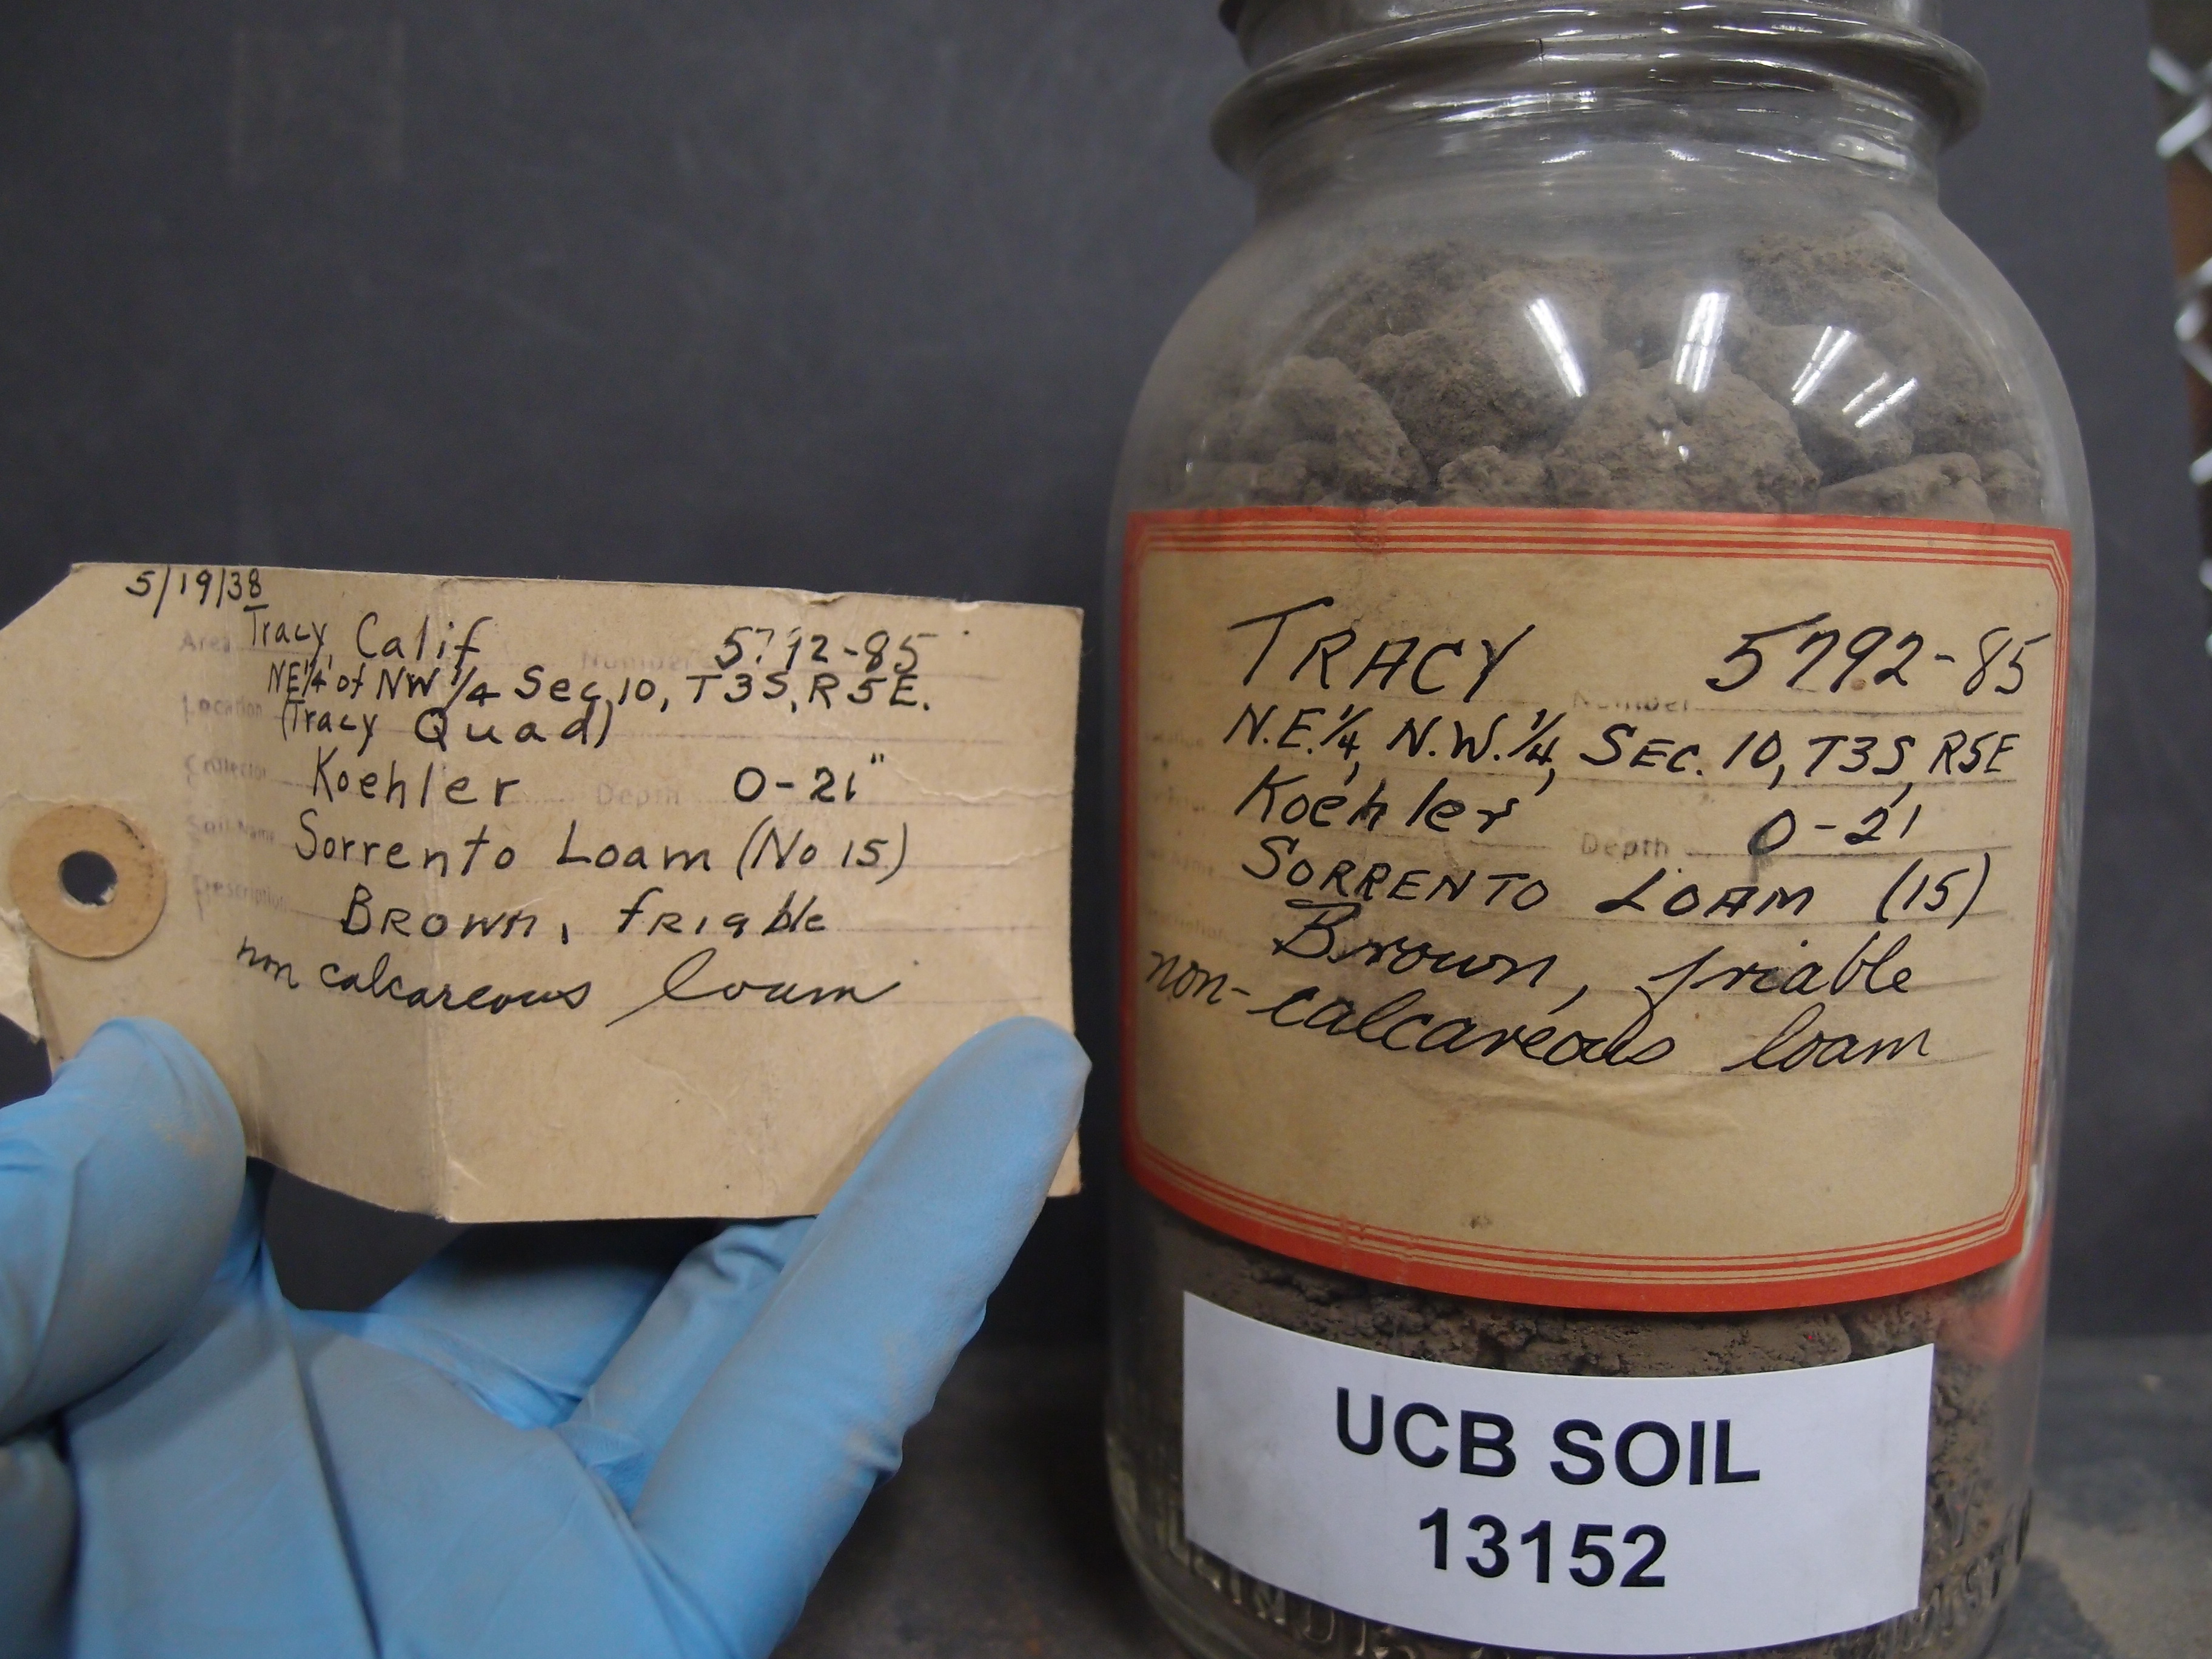 5/19/38
Area Tracy Calif Number 5792-85
NE1/4 of NW 1/4 Sec, 10, T3S, R5E.
Location (Tracy Quad)
Collector Koehler Depth 0-21"
Soil Name Sorrento Loam (No 15)
Description Brown, friable
non calcareous loam
TRACY Number 5792-85
N.E.1/4, N.W.1/4, SEC. 10, T3S, R5E
Koehler Depth 0-21
SORRENTO LOAM (15)
Brown, friable
non-calcareous loam
UCB SOIL
13152